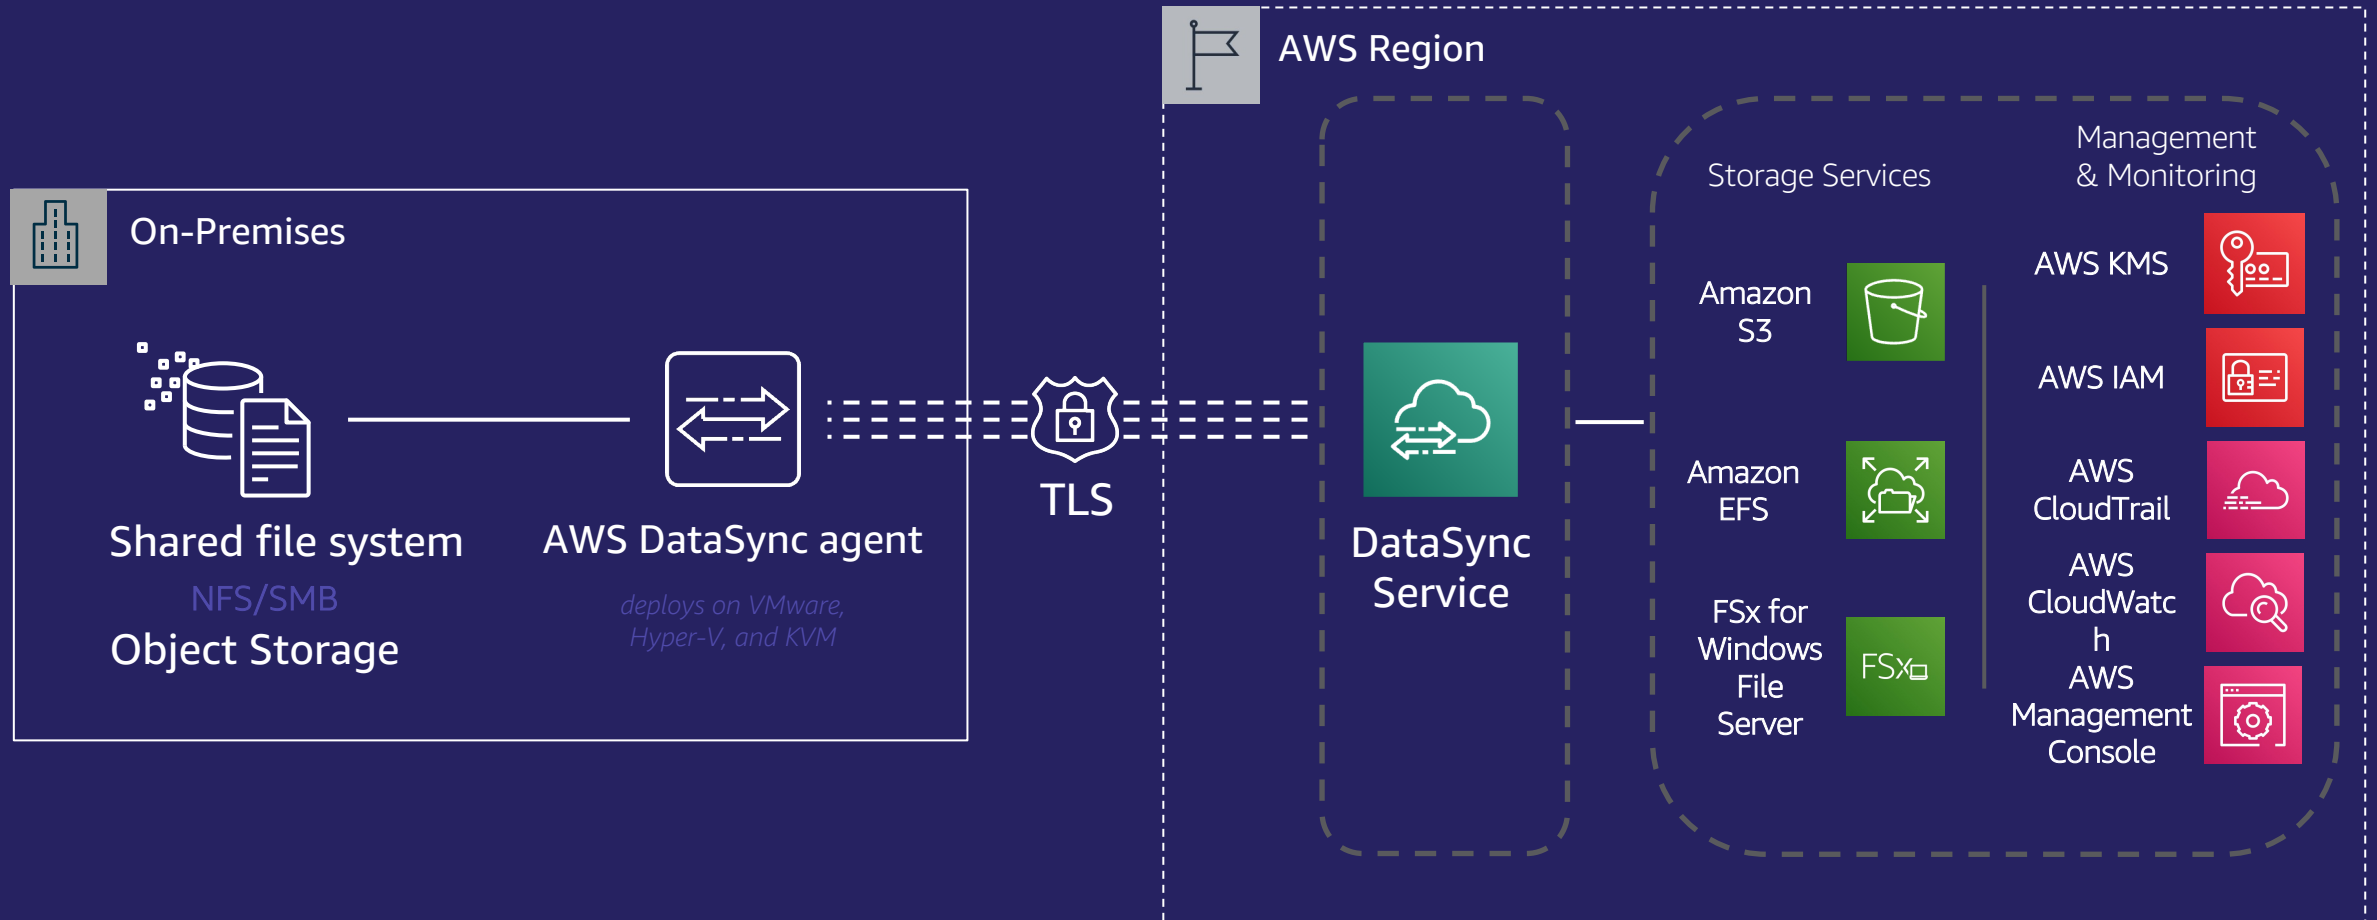 AWS Region
On-Premises
Shared file system
NFS/SMB
Object Storage
AWS DataSync agent
deploys on VMware,
Hyper-V, and KVM
TLS
DataSync
Service
Storage Services
Amazon
S3
Amazon
EFS
FSx for
Windows
File
Server
FSx
Management
& Monitoring
AWS KMS
AWS IAM
AWS
CloudTrail
AWS
CloudWatc
h
AWS
Management
Console